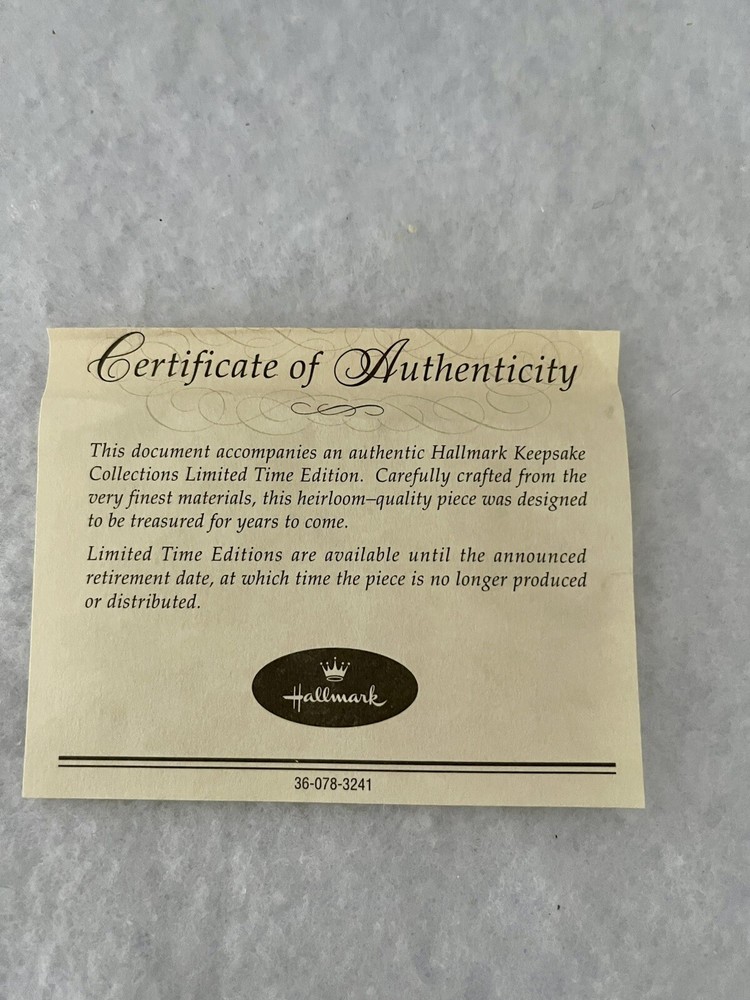 Certificate of Authenticity
This document accompanies an authentic Hallmark Keepsake
Collections Limited Time Edition. Carefully crafted from the
very finest materials, this heirloom–quality piece was designed
to be treasured for years to come.
Limited Time Editions are available until the announced
retirement date, at which time the piece is no longer produced
or distributed.
Hallmark
36-078-3241